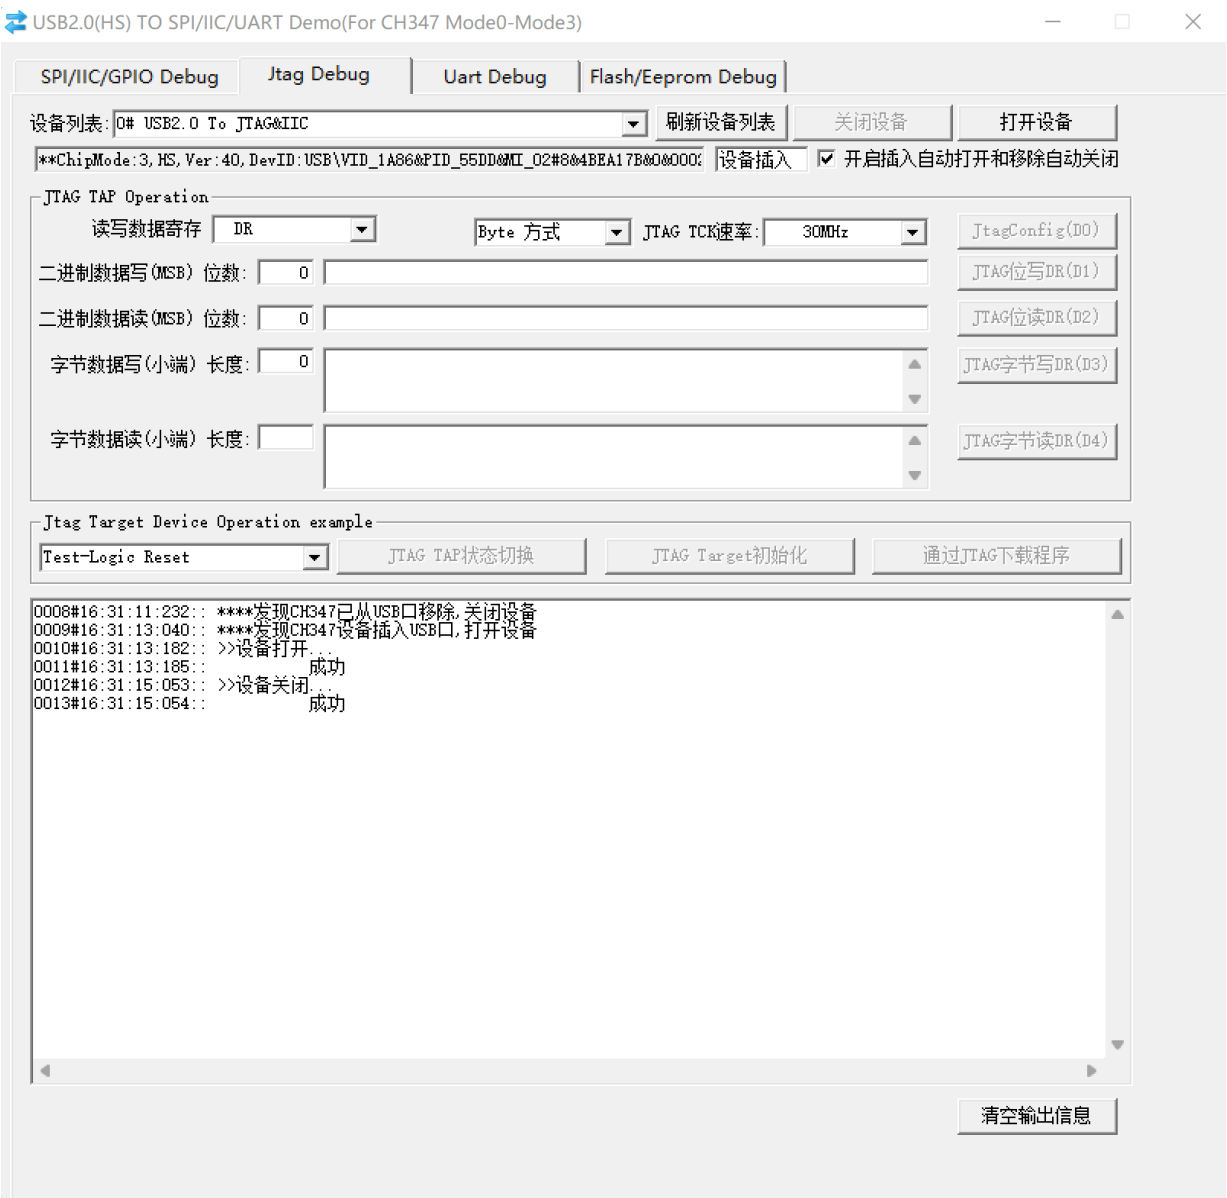 USB2.0(HS) TO SPI/IIC/UART Demo(For CH347 Mode0-Mode3)
SPI/IIC/GPIO Debug Jtag Debug Uart Debug Flash/Eeprom Debug
设备列表: 0# USB2.0 To JTAG&IIC 刷新设备列表 关闭设备 打开设备
**ChipMode:3,HS,Ver:40,DevID:USB\VID_1A86&PID_55DD&MI_02#8&4BEA17B&0&000 设备插入 开启插入自动打开和移除自动关闭
JTAG TAP Operation
读写数据寄存 DR Byte 方式 JTAG TCK速率: 30MHz JtagConfig(D0)
二进制数据写(MSB) 位数: 0 JTAG位写DR(D1)
二进制数据读(MSB) 位数: 0 JTAG位读DR(D2)
字节数据写(小端) 长度: 0 JTAG字节写DR(D3)
字节数据读(小端) 长度: JTAG字节读DR(D4)
Jtag Target Device Operation example
Test-Logic Reset JTAG TAP状态切换 JTAG Target初始化 通过JTAG下载程序
0008#16:31:11:232:: ****发现CH347已从USB口移除,关闭设备
0009#16:31:13:040:: ****发现CH347设备插入USB口,打开设备
0010#16:31:13:182:: >>设备打开...
0011#16:31:13:185:: 成功
0012#16:31:15:053:: >>设备关闭...
0013#16:31:15:054:: 成功
清空输出信息